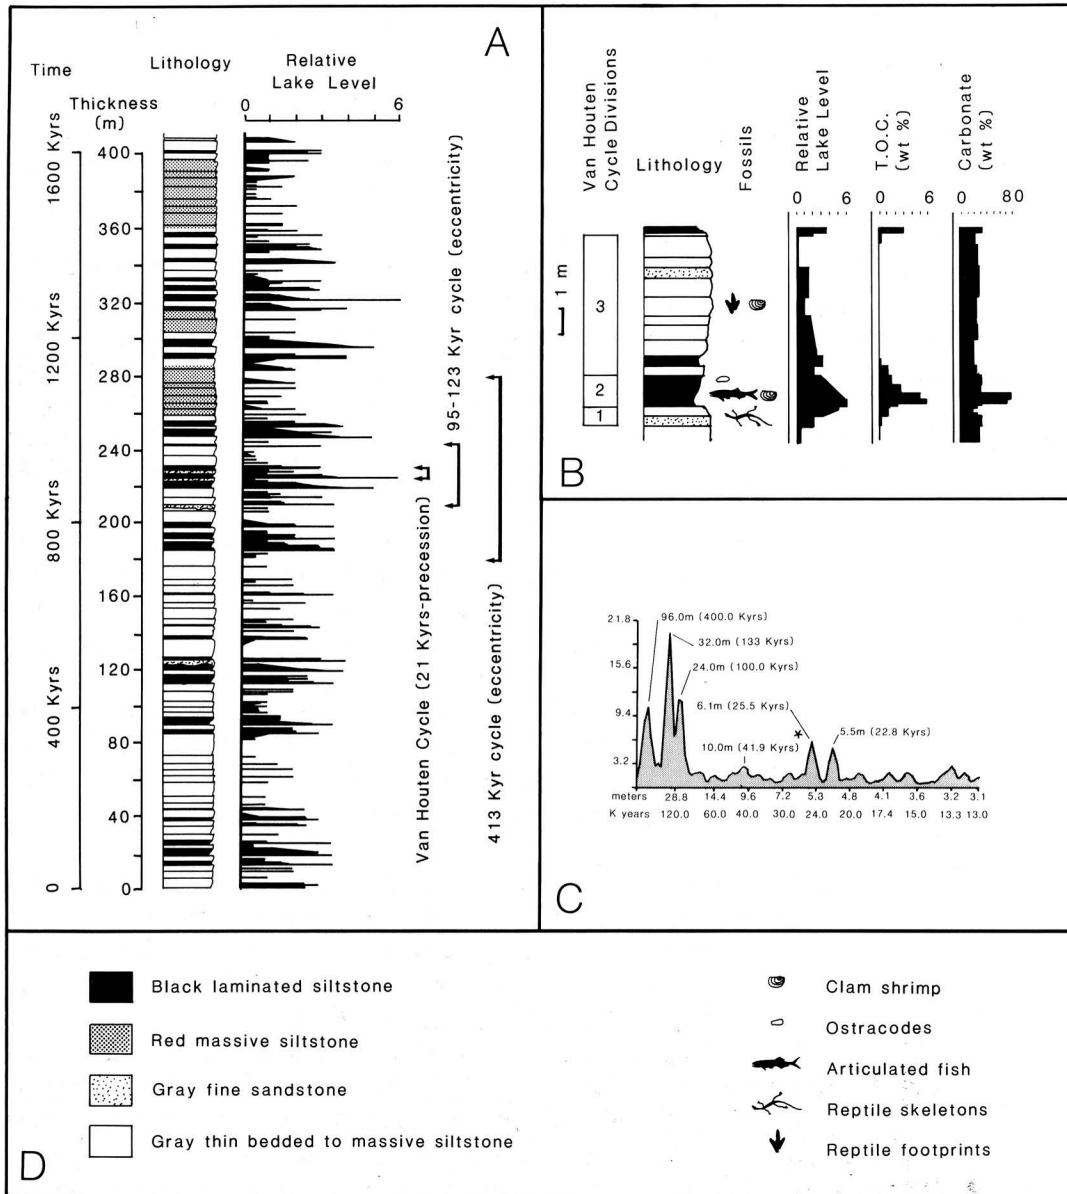 A
Time
Lithology
Relative
Lake Level
Thickness
(m)
0 6
1600 Kyrs
1200 Kyrs
800 Kyrs
400 Kyrs
0
400
360
320
280
240
200
160
120
80
40
0
Van Houten Cycle (21 Kyrs-precession)
95-123 Kyr cycle (eccentricity)
413 Kyr cycle (eccentricity)
B
Van Houten
Cycle Divisions
Lithology
Fossils
Relative
Lake Level
T.O.C.
(wt %)
Carbonate
(wt %)
0 6 0 6 0 80
1 m
3
2
1
C
21.8
15.6
9.4
3.2
96.0m (400.0 Kyrs)
32.0m (133 Kyrs)
24.0m (100.0 Kyrs)
6.1m (25.5 Kyrs)
*
5.5m (22.8 Kyrs)
10.0m (41.9 Kyrs)
meters 28.8 14.4 9.6 7.2 5.3 4.8 4.1 3.6 3.2 3.1
K years 120.0 60.0 40.0 30.0 24.0 20.0 17.4 15.0 13.3 13.0
D
Black laminated siltstone
Red massive siltstone
Gray fine sandstone
Gray thin bedded to massive siltstone
Clam shrimp
Ostracodes
Articulated fish
Reptile skeletons
Reptile footprints